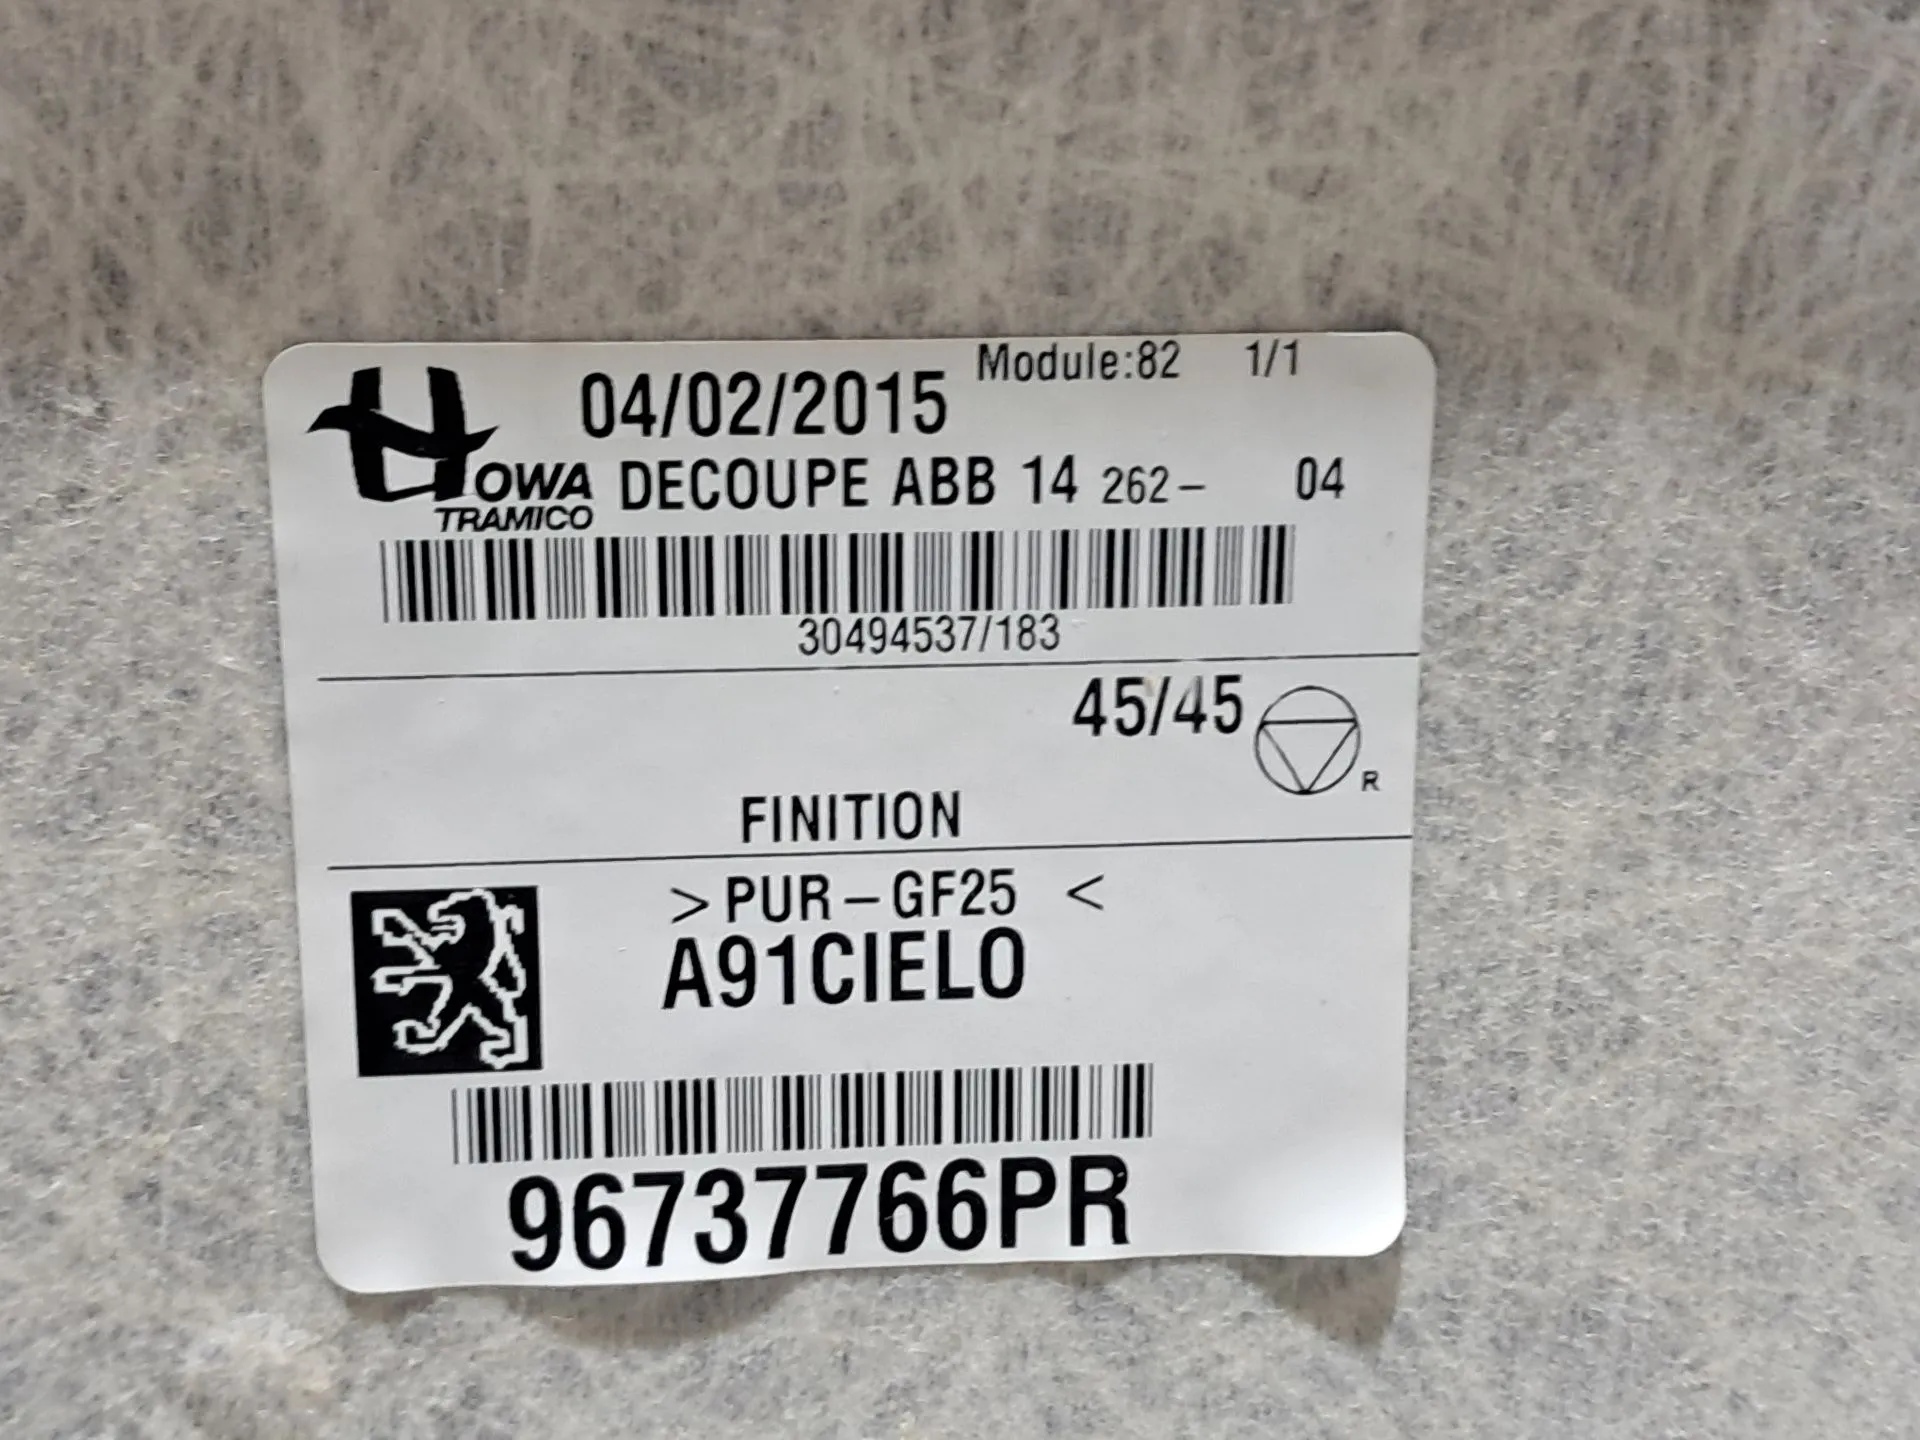 Module:82 1/1
04/02/2015
HOWA
TRAMICO
DECOUPE ABB 14 262- 04
30494537/183
45/45
R
FINITION
>PUR-GF25 <
A91CIELO
96737766PR